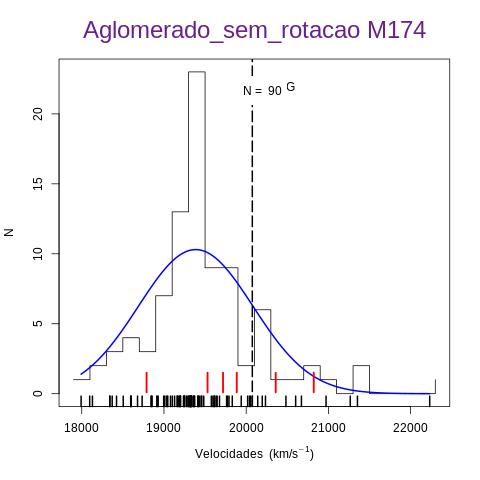 Aglomerado_sem_rotacao M174
N = 90 G
20
15
10
5
0
N
18000 19000 20000 21000 22000
Velocidades (km/s⁻¹)